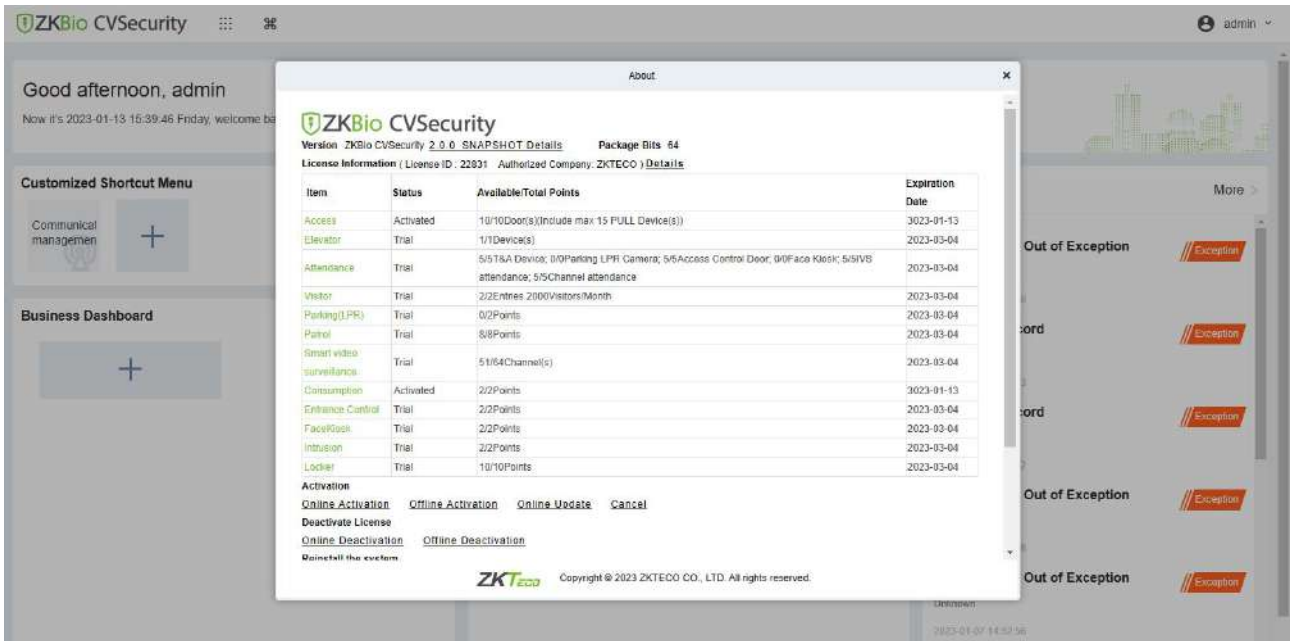 ZKBio CVSecurity
admin
Good afternoon, admin
Now it's 2023-01-13 15:39:46 Friday, welcome ba
Customized Shortcut Menu
Communical
managemen
Business Dashboard
About
ZKBio CVSecurity
Version ZKBio CVSecurity 2.0.0_SNAPSHOT Details Package Bits 64
License Information ( License ID : 22831 Authorized Company: ZKTECO ) Details
Item Status Available/Total Points Expiration Date
Access Activated 10/10Door(s)(Include max 15 PULL Device(s)) 3023-01-13
Elevator Trial 1/1Device(s) 2023-03-04
Attendance Trial 5/5T&A Device; 0/0Parking LPR Camera; 5/5Access Control Door; 0/0Face Kiosk; 5/5IVS
attendance; 5/5Channel attendance 2023-03-04
Visitor Trial 2/2Entries 2000Visitors/Month 2023-03-04
Parking(LPR) Trial 0/2Points 2023-03-04
Patrol Trial 8/8Points 2023-03-04
Smart video
surveillance Trial 51/64Channel(s) 2023-03-04
Consumption Activated 2/2Points 3023-01-13
Entrance Control Trial 2/2Points 2023-03-04
FaceKiosk Trial 2/2Points 2023-03-04
Intrusion Trial 2/2Points 2023-03-04
Locker Trial 10/10Points 2023-03-04
Activation
Online Activation Offline Activation Online Update Cancel
Deactivate License
Online Deactivation Offline Deactivation
Reinstall the system
ZKTeco Copyright © 2023 ZKTECO CO., LTD. All rights reserved.
More >
Out of Exception
Exception
cord
Exception
cord
Exception
Out of Exception
Exception
Out of Exception
Exception
Unknown
2023-01-07 14:52:56